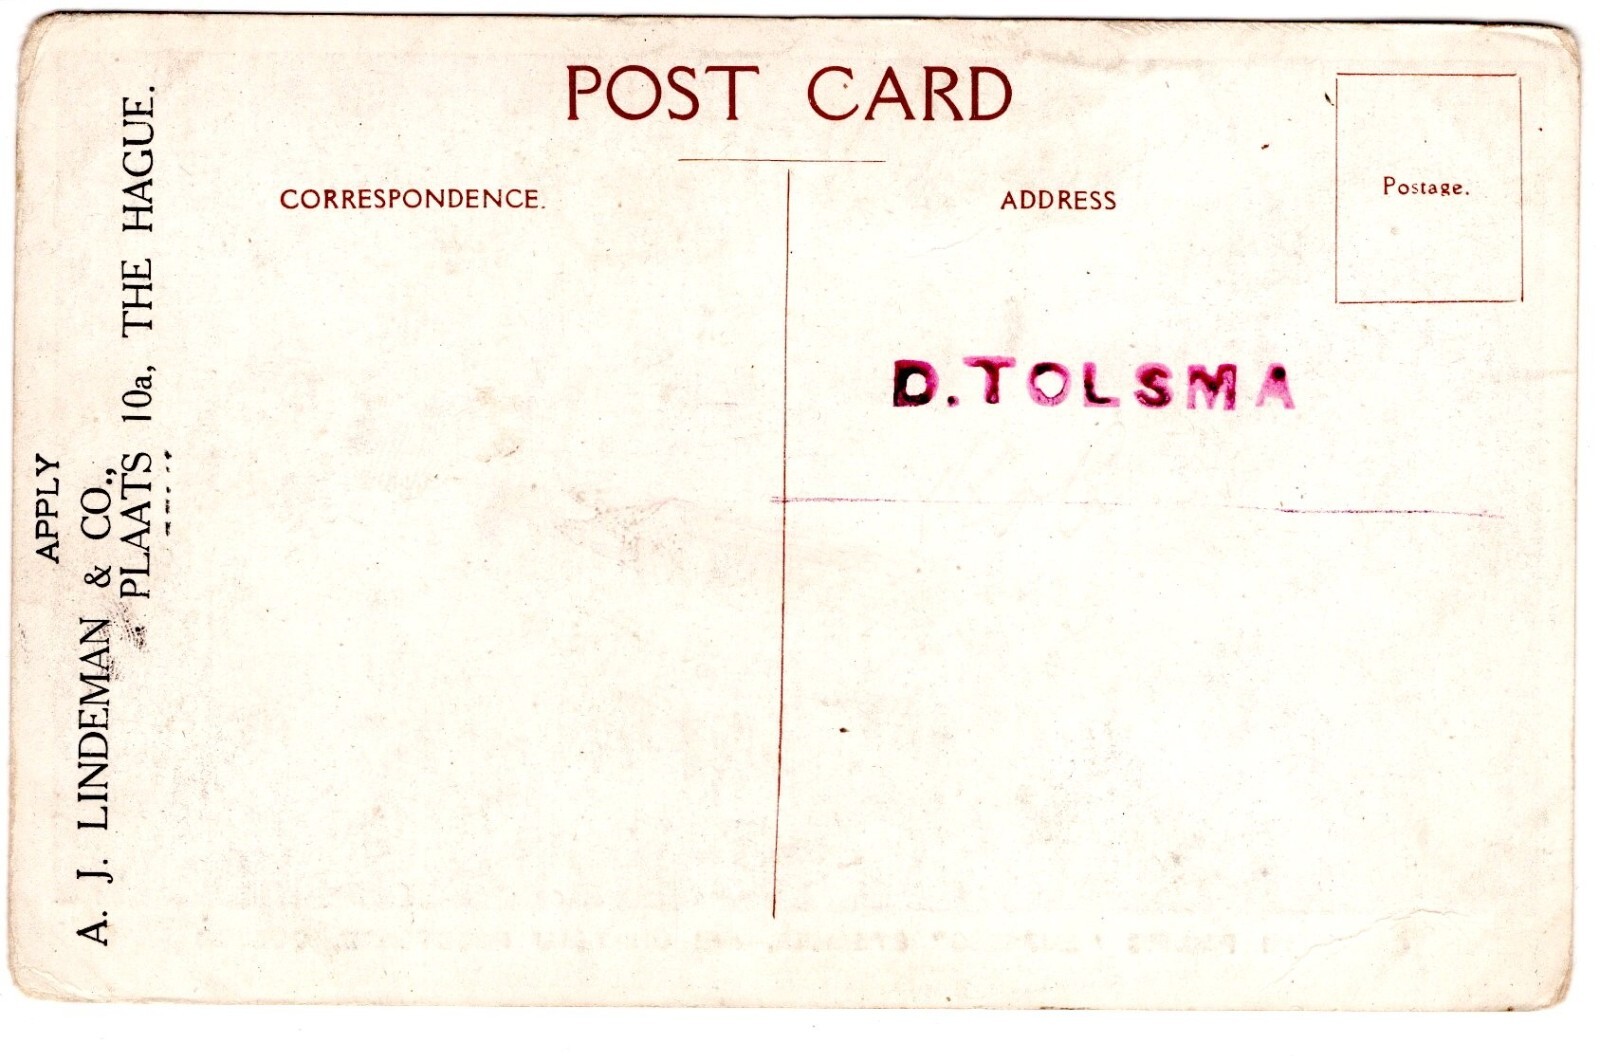 POST CARD
CORRESPONDENCE.
ADDRESS
Postage.
D.TOLSMA
APPLY
A. J. LINDEMAN & CO.,
PLAATS 10a, THE HAGUE.